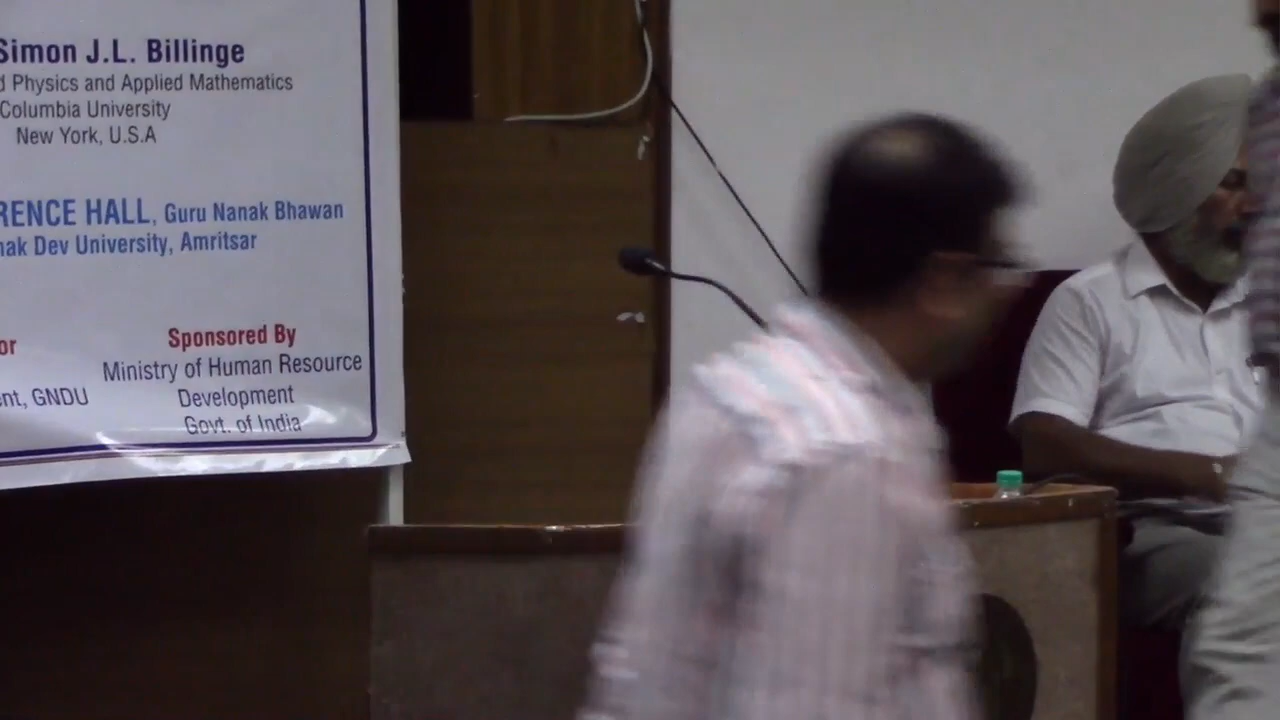 Simon J.L. Billinge
d Physics and Applied Mathematics
Columbia University
New York, U.S.A
RENCE HALL, Guru Nanak Bhawan
nak Dev University, Amritsar
or
Sponsored By
Ministry of Human Resource
ent, GNDU
Development
Govt. of India